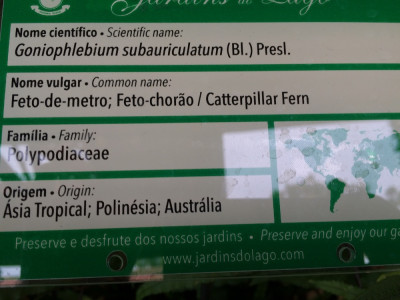 Jardins do Lago
Nome científico • Scientific name:
Goniophlebium subauriculatum (Bl.) Presl.
Nome vulgar • Common name:
Feto-de-metro; Feto-chorão / Catterpillar Fern
Família • Family:
Polypodiaceae
Origem • Origin:
Ásia Tropical; Polinésia; Austrália
Preserve e desfrute dos nossos jardins • Preserve and enjoy our ga
www.jardinsdolago.com